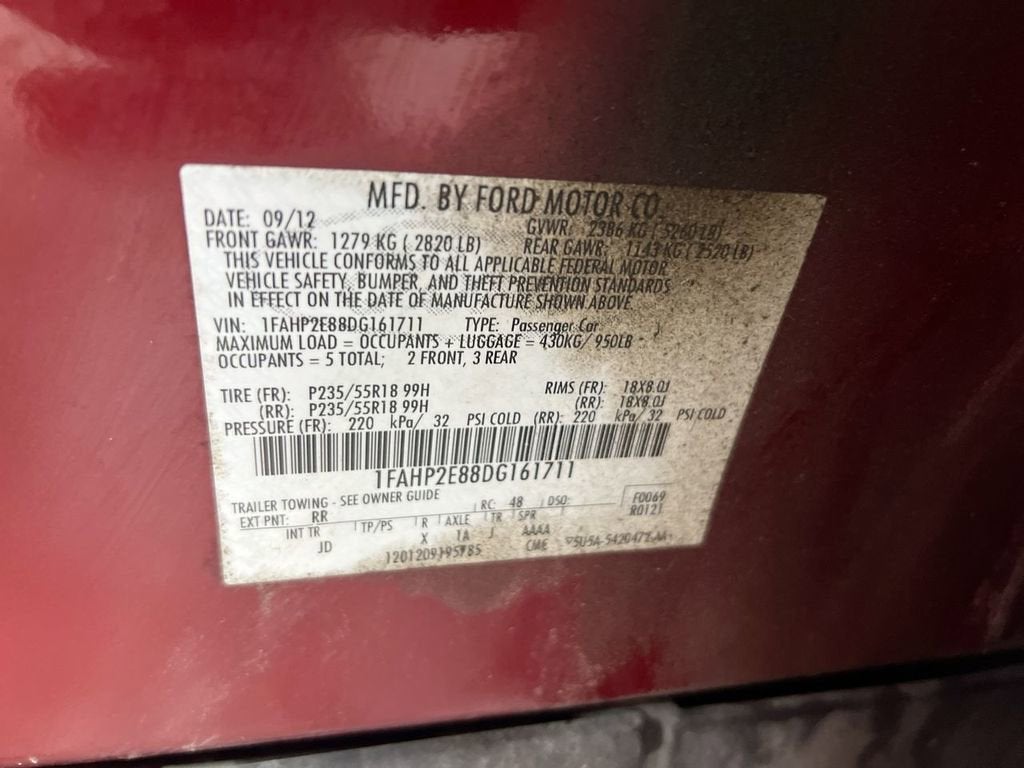 MFD. BY FORD MOTOR CO.
DATE: 09/12 GVWR: 2386 KG ( 5260 LB)
FRONT GAWR: 1279 KG ( 2820 LB) REAR GAWR: 1143 KG ( 2520 LB)
THIS VEHICLE CONFORMS TO ALL APPLICABLE FEDERAL MOTOR
VEHICLE SAFETY, BUMPER, AND THEFT PREVENTION STANDARDS
IN EFFECT ON THE DATE OF MANUFACTURE SHOWN ABOVE.
VIN: 1FAHP2E88DG161711 TYPE: Passenger Car
MAXIMUM LOAD = OCCUPANTS + LUGGAGE = 430KG/ 950LB
OCCUPANTS = 5 TOTAL; 2 FRONT, 3 REAR
TIRE (FR): P235/55R18 99H RIMS (FR): 18X8.0J
(RR): P235/55R18 99H (RR): 18X8.0J
PRESSURE (FR): 220 kPa/ 32 PSI COLD (RR): 220 kPa/ 32 PSI COLD
1FAHP2E88DG161711
TRAILER TOWING - SEE OWNER GUIDE
EXT PNT: RR RC: 48 DSO: F0069
R0121
INT TR TP/PS R AXLE TR SPR
JD X 1A J AAAA
CME